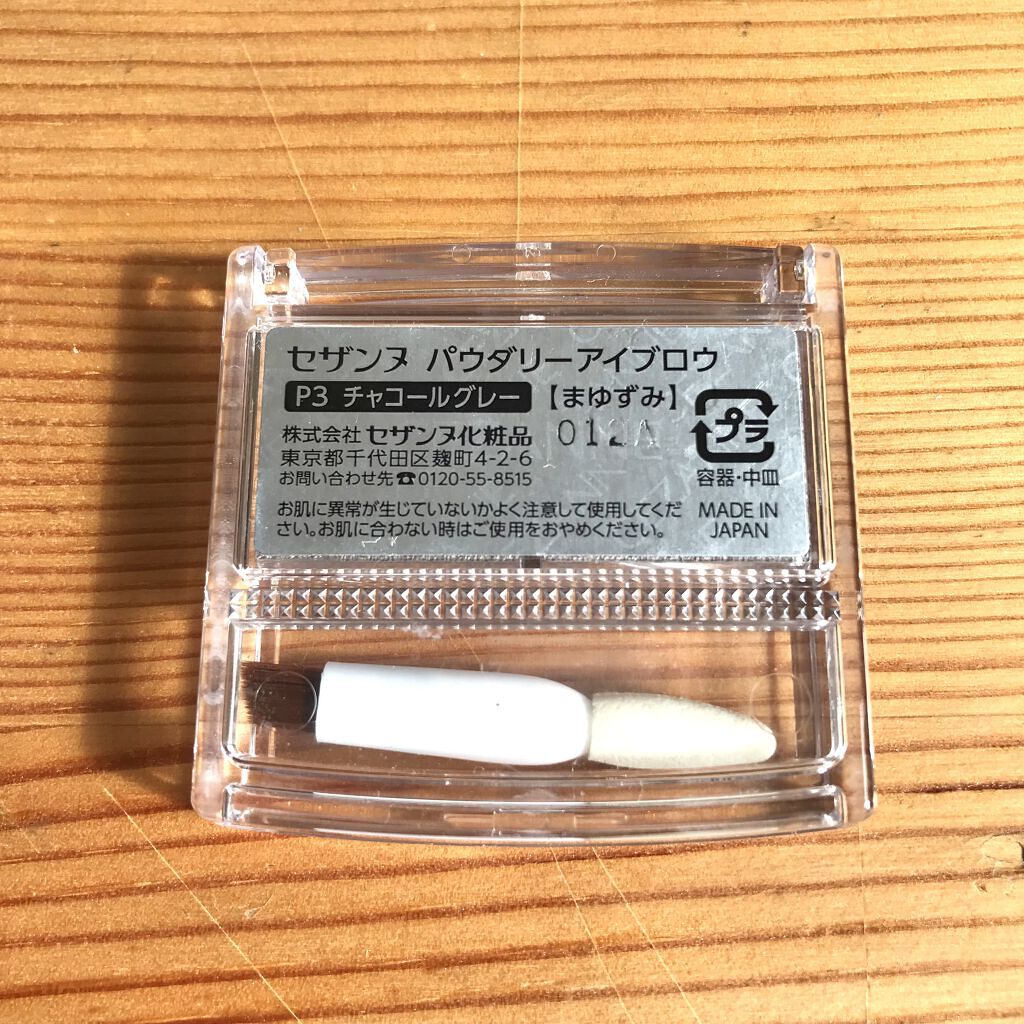 セザンヌ パウダリーアイブロウ
P3 チャコールグレー 【まゆずみ】
株式会社 セザンヌ化粧品 012A
東京都千代田区麹町4-2-6
お問い合わせ先☎0120-55-8515
プラ
容器・中皿
お肌に異常が生じていないかよく注意して使用してくだ
さい。お肌に合わない時はご使用をおやめください。
MADE IN
JAPAN